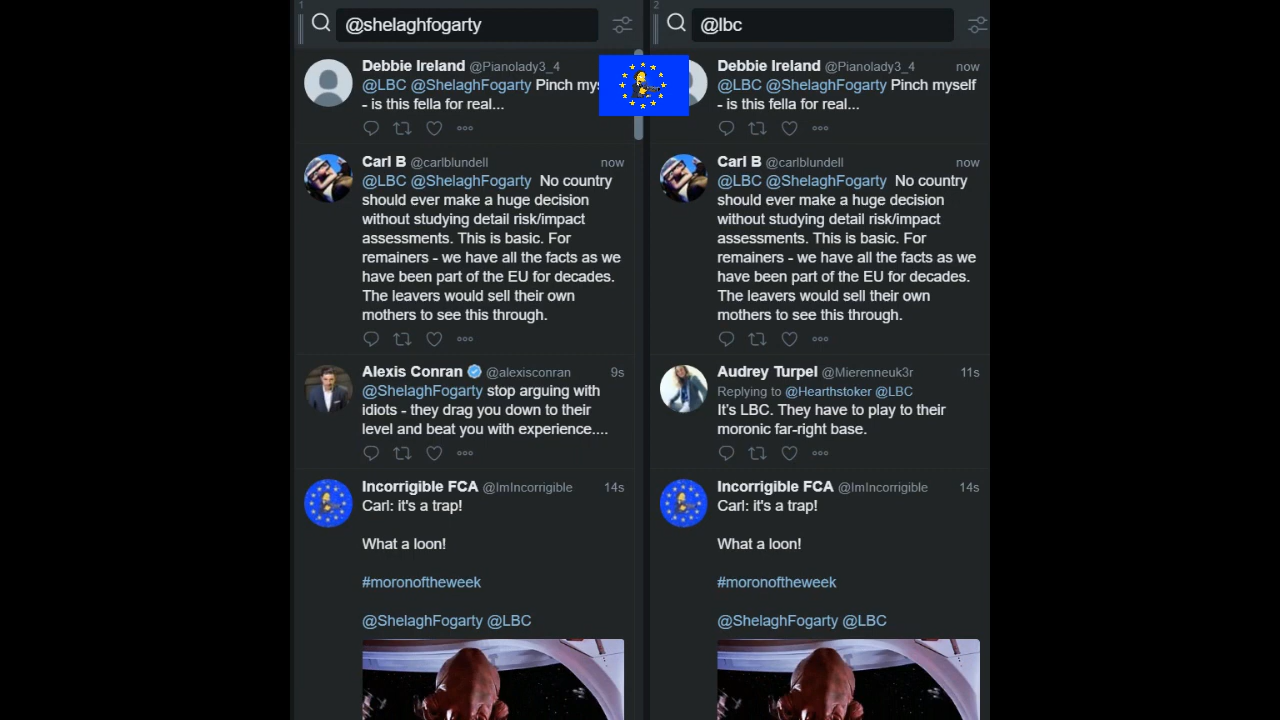 1
@shelaghfogarty
Debbie Ireland @Pianolady3_4
@LBC @ShelaghFogarty Pinch
- is this fella for real...
Carl B @carlblundell now
@LBC @ShelaghFogarty No country
should ever make a huge decision
without studying detail risk/impact
assessments. This is basic. For
remainers - we have all the facts as we
have been part of the EU for decades.
The leavers would sell their own
mothers to see this through.
Alexis Conran @alexisconran 9s
@ShelaghFogarty stop arguing with
idiots - they drag you down to their
level and beat you with experience....
Incorrigible FCA @ImIncorrigible 14s
Carl: it's a trap!
What a loon!
#moronoftheweek
@ShelaghFogarty @LBC
2
@lbc
Debbie Ireland @Pianolady3_4 now
@LBC @ShelaghFogarty Pinch myself
- is this fella for real...
Carl B @carlblundell now
@LBC @ShelaghFogarty No country
should ever make a huge decision
without studying detail risk/impact
assessments. This is basic. For
remainers - we have all the facts as we
have been part of the EU for decades.
The leavers would sell their own
mothers to see this through.
Audrey Turpel @Mierenneuk3r 11s
Replying to @Hearthstoker @LBC
It's LBC. They have to play to their
moronic far-right base.
Incorrigible FCA @ImIncorrigible 14s
Carl: it's a trap!
What a loon!
#moronoftheweek
@ShelaghFogarty @LBC